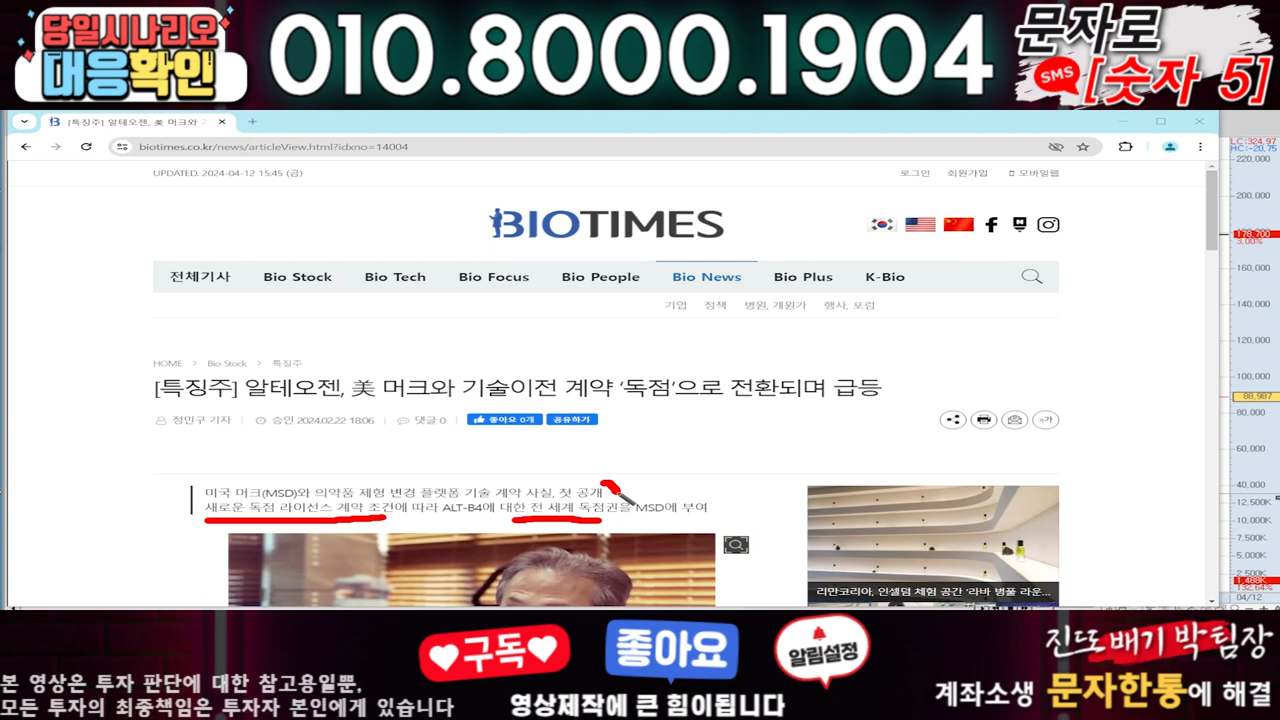 당일시나리오
대응확인
010.8000.1904
문자로
SMS [숫자 5]
[특징주] 알테오젠, 美 머크와
biotimes.co.kr/news/articleView.html?idxno=14004
UPDATED. 2024-04-12 15:45 (금)
로그인 회원가입 모바일웹
BIOTIMES
전체기사 Bio Stock Bio Tech Bio Focus Bio People Bio News Bio Plus K-Bio
기업 정책 병원, 개원가 행사, 포럼
HOME > Bio Stock > 특징주
[특징주] 알테오젠, 美 머크와 기술이전 계약 '독점'으로 전환되며 급등
정민구 기자 승인 2024.02.22 18:06 댓글 0 좋아요 0개 공유하기
가가
미국 머크(MSD)와 의약품 제형 변경 플랫폼 기술 계약 사실, 첫 공개
새로운 독점 라이선스 계약 조건에 따라 ALT-B4에 대한 전 세계 독점권을 MSD에 부여
리만코리아, 인셀덤 체험 공간 '라바 뱅풀 라운...
LC:324.97
HC:-20.75
220,000
200,000
178,700
3.00%
160,000
140,000
120,000
100,000
88,987
80,000
60,000
40,000
12,500K
10,000K
7,500K
5,000K
2,500K
1,488K
132.64%
04/12
구독
좋아요
알림설정
영상제작에 큰 힘이됩니다
본 영상은 투자 판단에 대한 참고용일뿐,
모든 투자의 최종책임은 투자자 본인에게 있습니다
진또배기 박팀장
계좌소생 문자한통에 해결